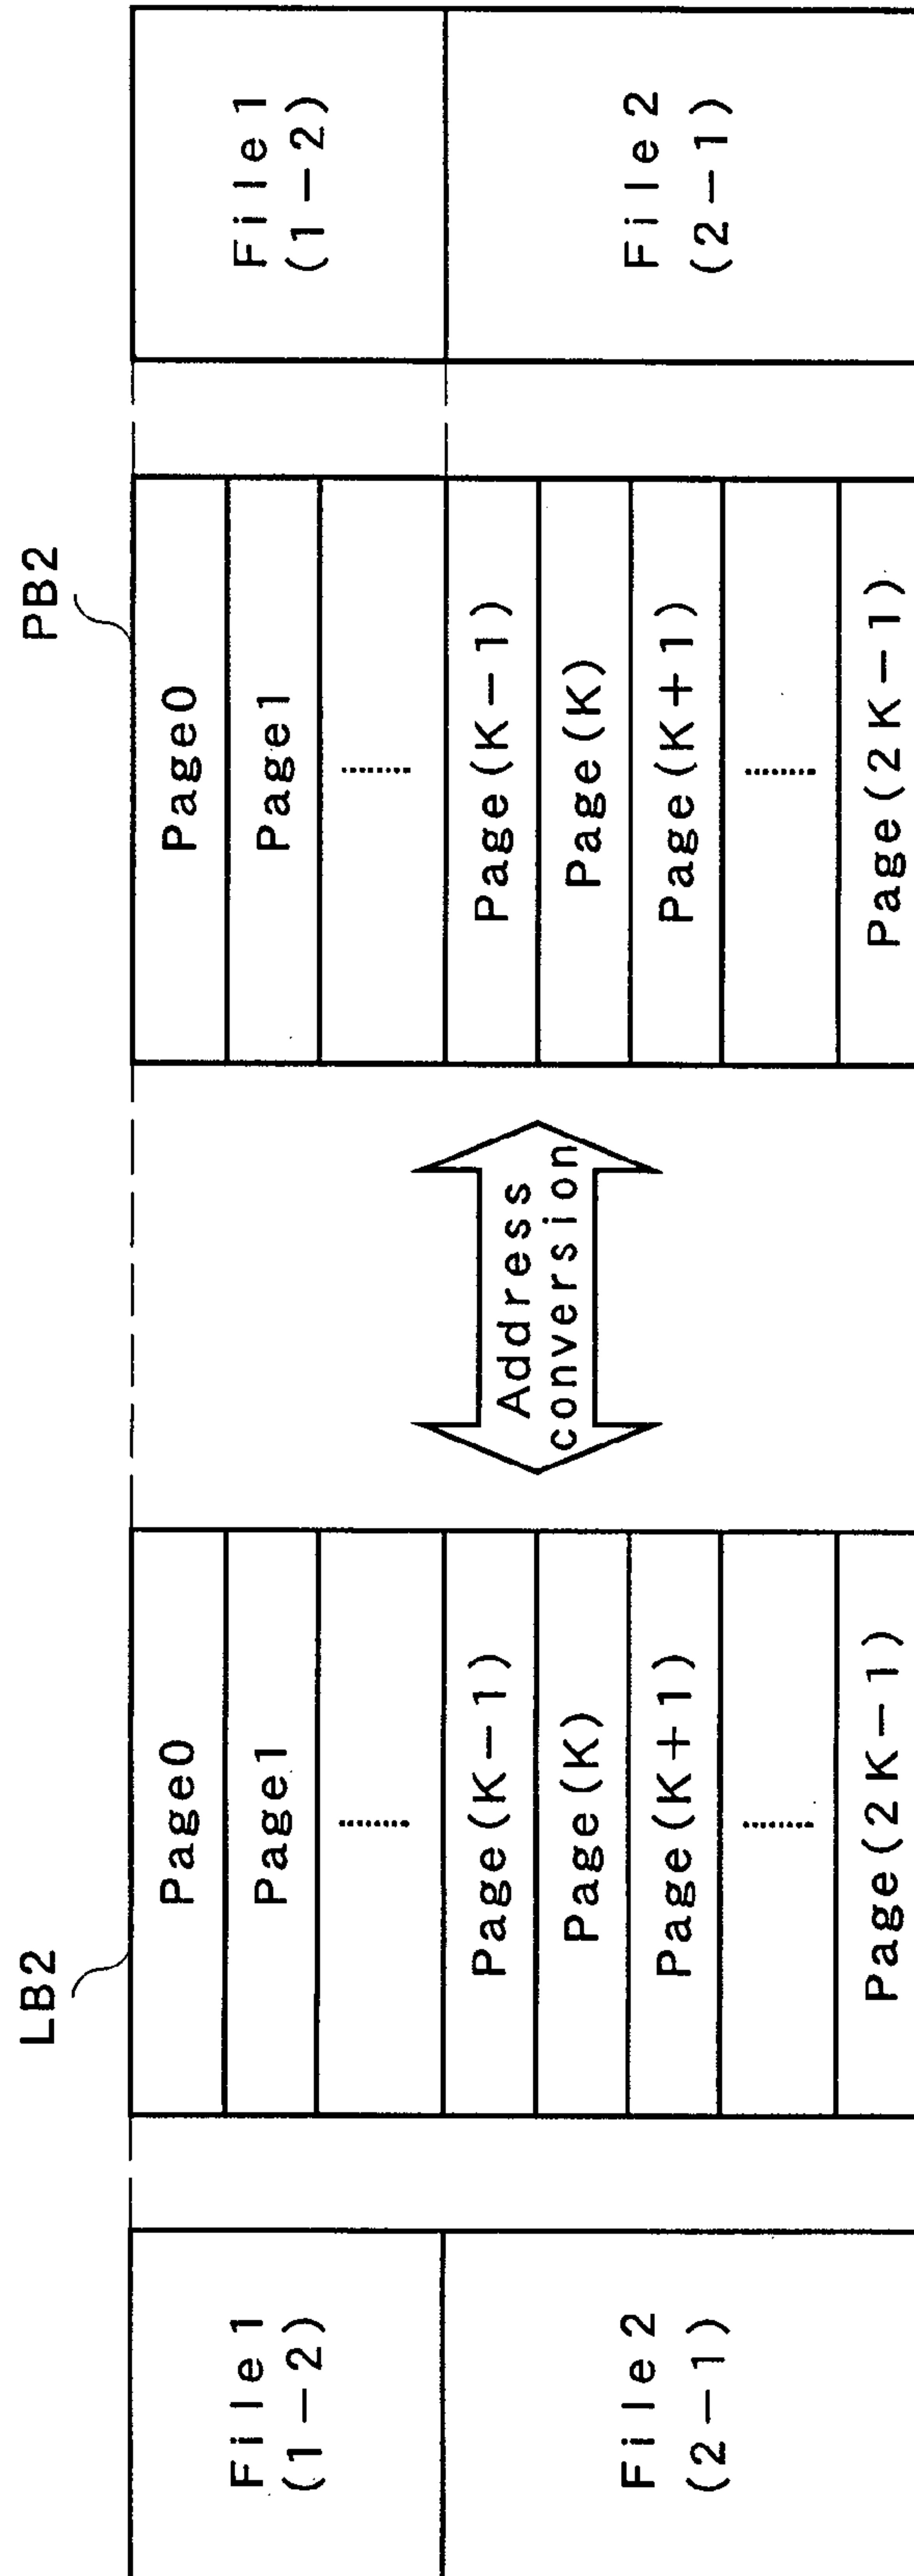 LB2
PB2
File1
(1−2)
File2
(2−1)
Page0
Page1
........
Page(K−1)
Page(K)
Page(K+1)
........
Page(2K−1)
Address
conversion
Page0
Page1
........
Page(K−1)
Page(K)
Page(K+1)
........
Page(2K−1)
File1
(1−2)
File2
(2−1)